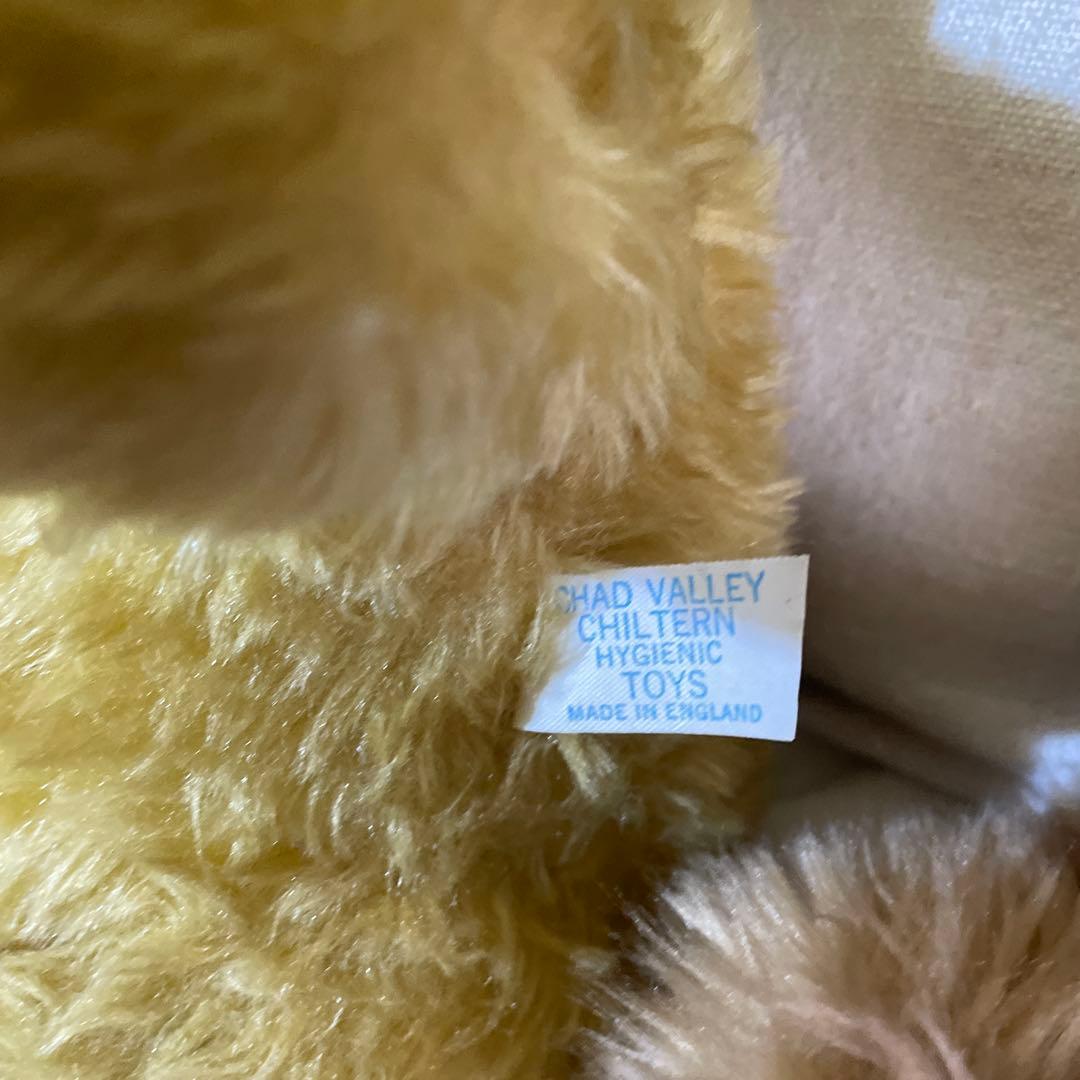 CHAD VALLEY
CHILTERN
HYGIENIC
TOYS
MADE IN ENGLAND